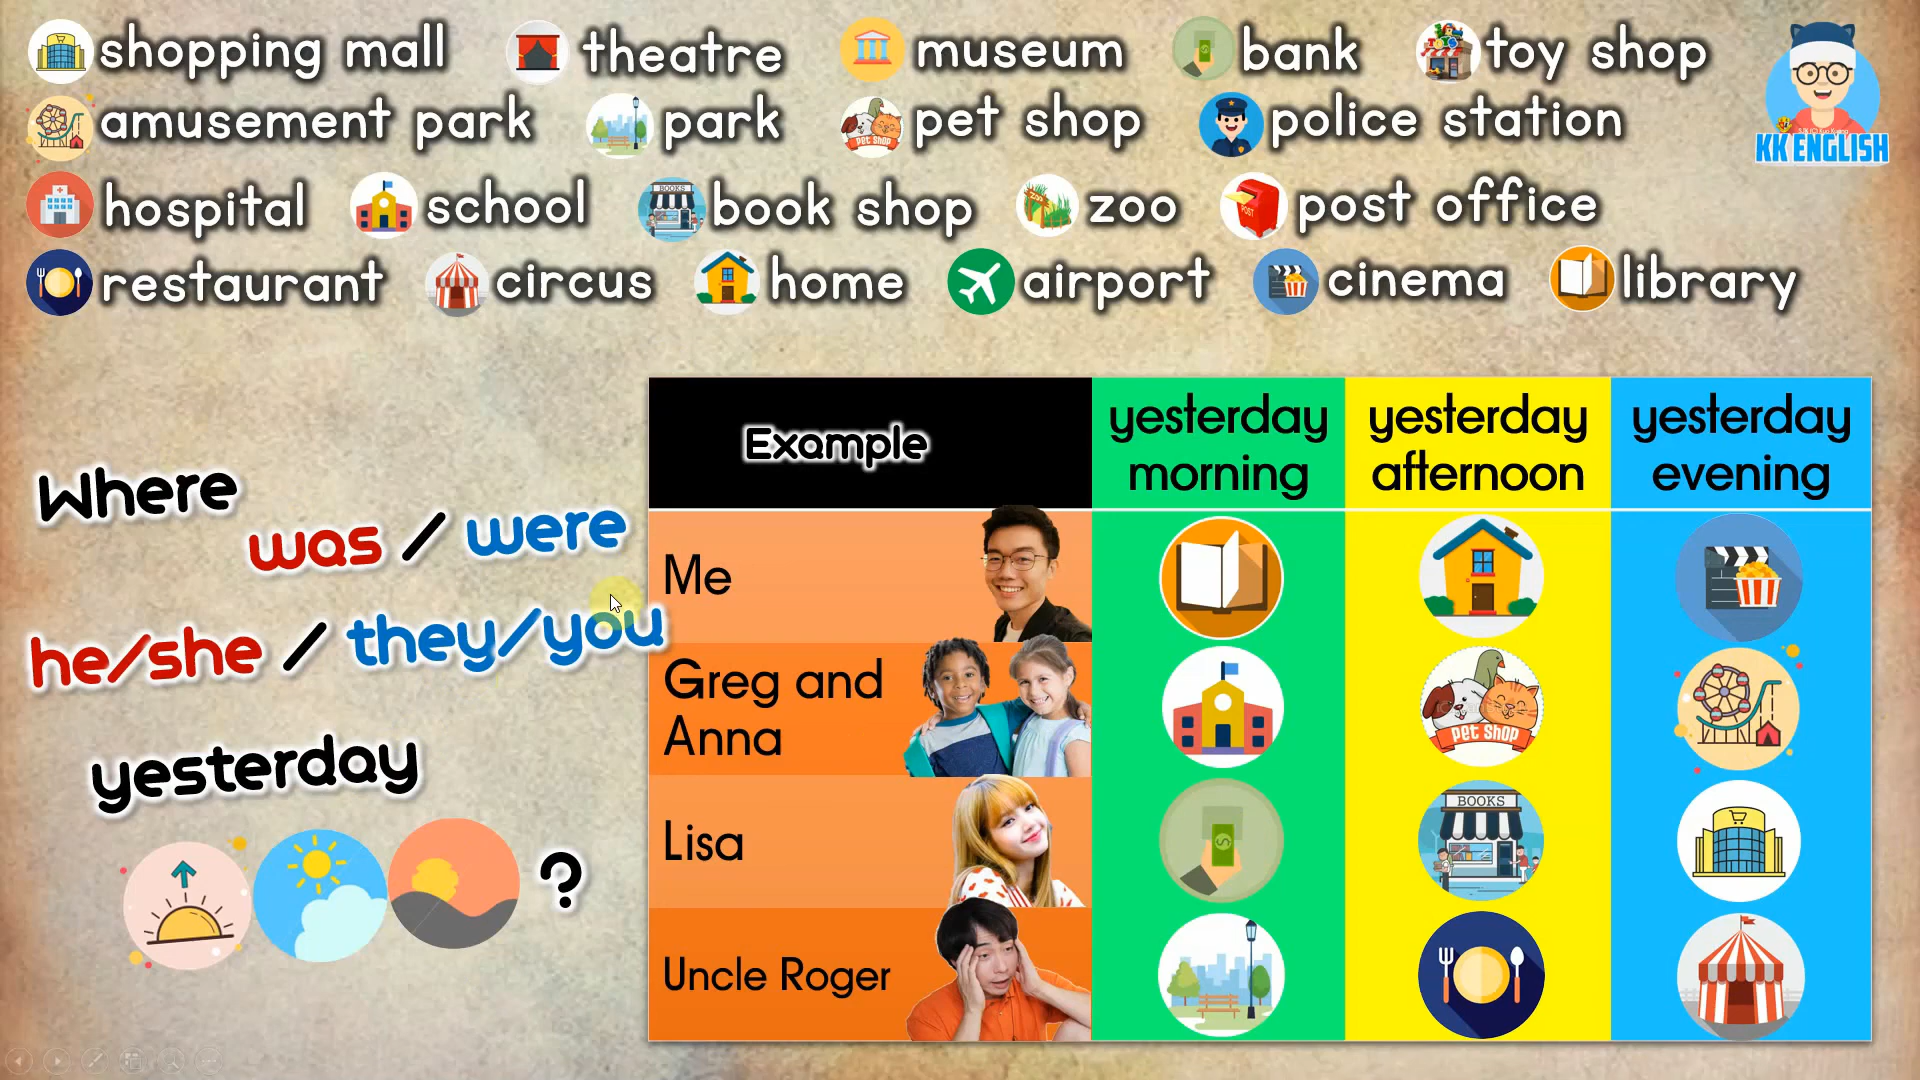 shopping mall theatre museum bank toy shop
amusement park park pet shop police station
hospital school book shop zoo post office
restaurant circus home airport cinema library
KK ENGLISH
Where
was / were
he/she / they/you
yesterday
?
Example
yesterday morning
yesterday afternoon
yesterday evening
Me
Greg and
Anna
Pet Shop
Lisa
BOOKS
Uncle Roger